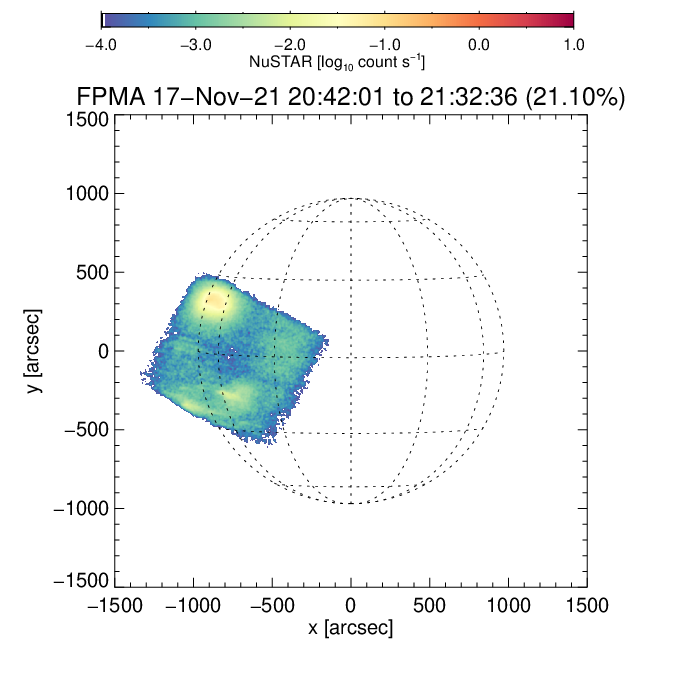 −4.0 −3.0 −2.0 −1.0 0.0 1.0
NuSTAR [log₁₀ count s⁻¹]
FPMA 17−Nov−21 20:42:01 to 21:32:36 (21.10%)
1500
1000
500
0
−500
−1000
−1500
y [arcsec]
−1500 −1000 −500 0 500 1000 1500
x [arcsec]